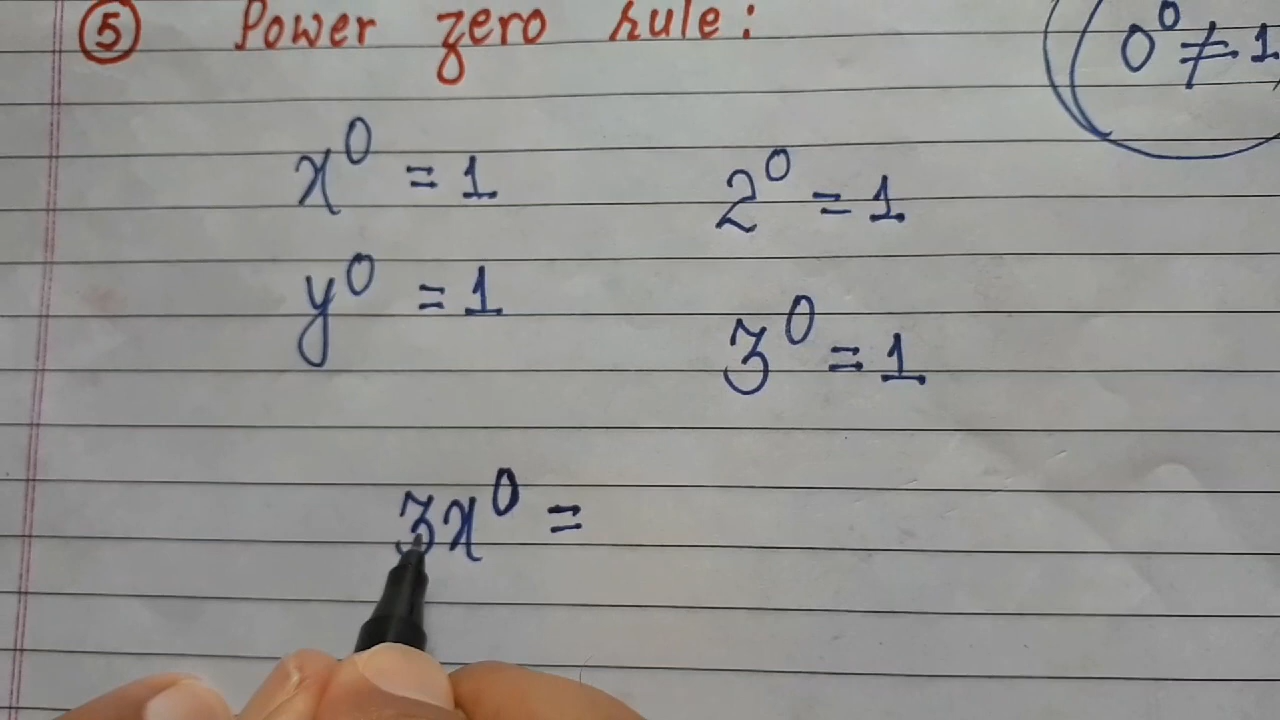 ⑤ Power zero rule:
0⁰ ≠ 1
x⁰ = 1
2⁰ = 1
y⁰ = 1
3⁰ = 1
3x⁰ =